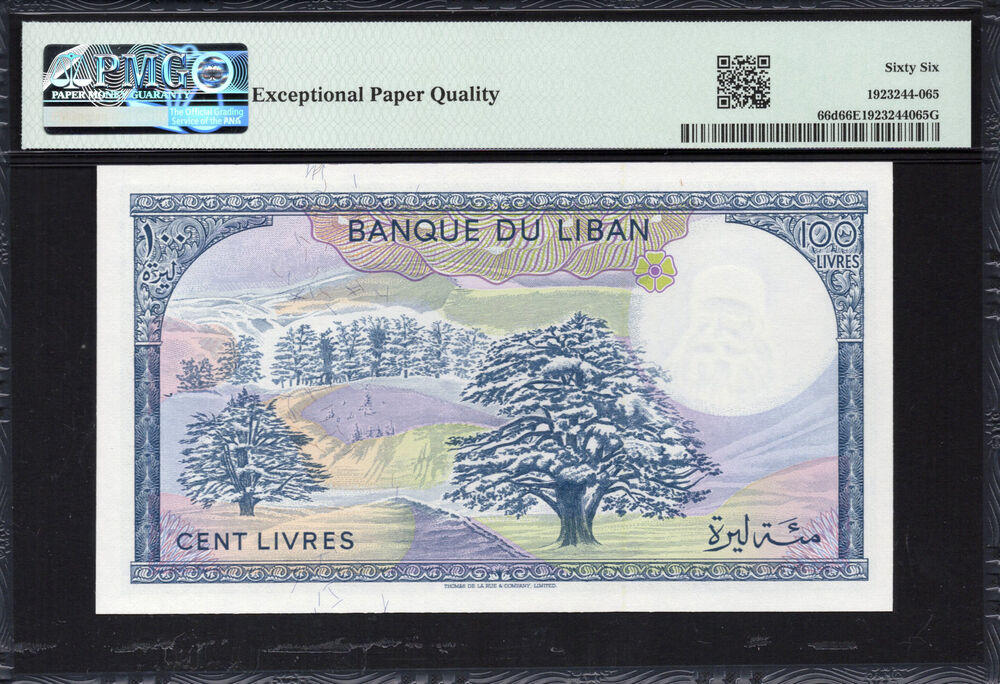 PMG
PAPER MONEY GUARANTY
The Official Grading
Service of the ANA
Exceptional Paper Quality
Sixty Six
1923244-065
66d66E1923244065G
BANQUE DU LIBAN
١٠٠
ليرة
100
LIVRES
CENT LIVRES
مئة ليرة
THOMAS DE LA RUE & COMPANY, LIMITED.